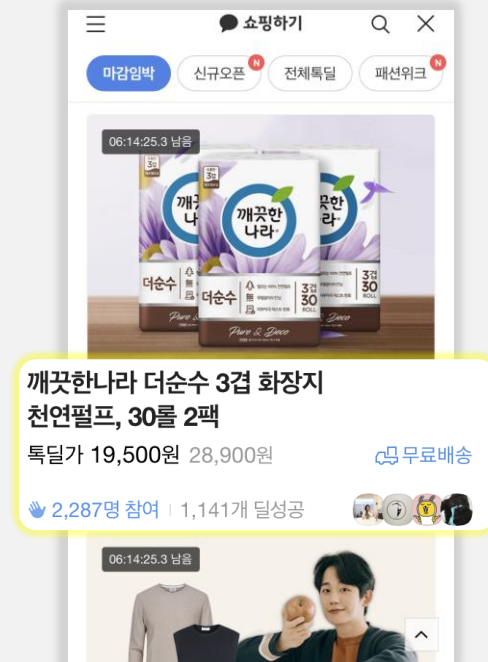 쇼핑하기
마감임박
신규오픈 N
전체톡딜
패션위크 N
06:14:25.3 남음
깨끗한
나라
더순수
3겹
30
ROLL
Pure & Deco
깨끗한나라 더순수 3겹 화장지
천연펄프, 30롤 2팩
톡딜가 19,500원 28,900원
무료배송
2,287명 참여 | 1,141개 딜성공
06:14:25.3 남음